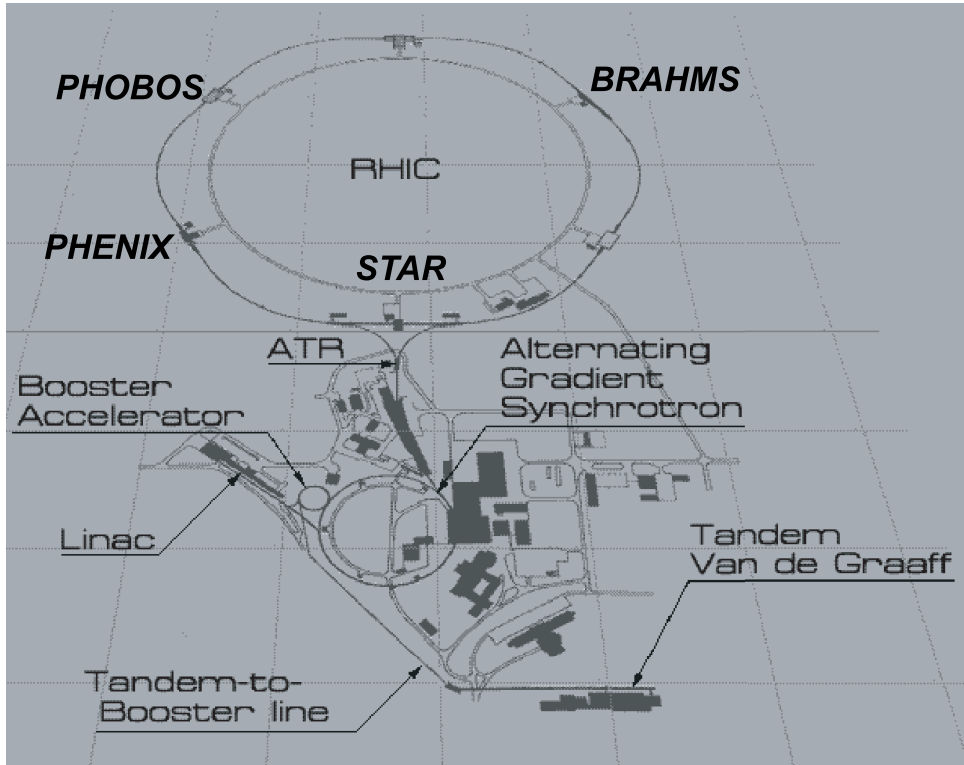 PHOBOS
BRAHMS
RHIC
PHENIX
STAR
ATR
Alternating
Gradient
Synchrotron
Booster
Accelerator
Linac
Tandem
Van de Graaff
Tandem-to-
Booster line